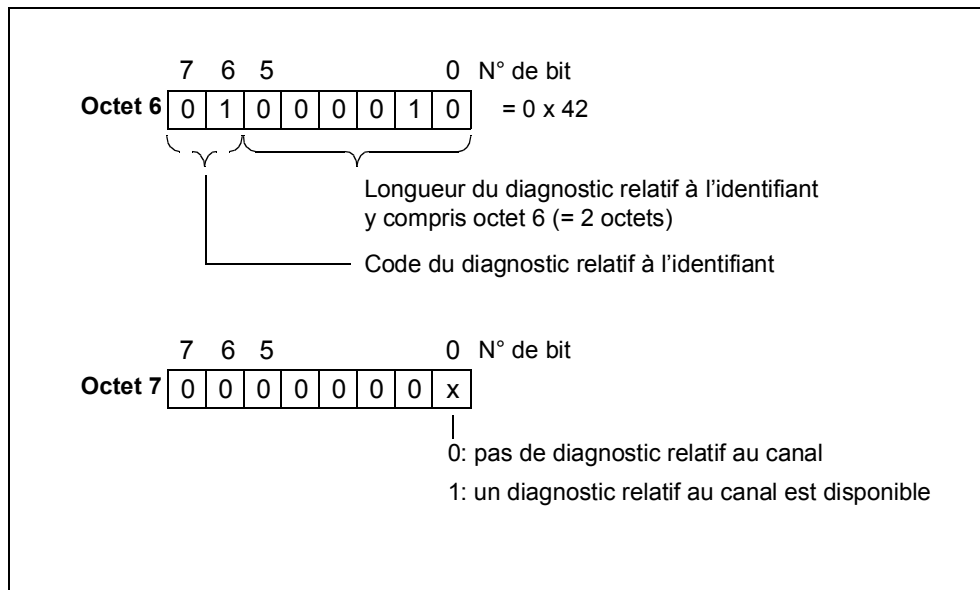 7 6 5 0 N° de bit
Octet 6 0 1 0 0 0 0 1 0 = 0 x 42
Longueur du diagnostic relatif à l’identifiant
y compris octet 6 (= 2 octets)
Code du diagnostic relatif à l’identifiant
7 6 5 0 N° de bit
Octet 7 0 0 0 0 0 0 0 x
0: pas de diagnostic relatif au canal
1: un diagnostic relatif au canal est disponible